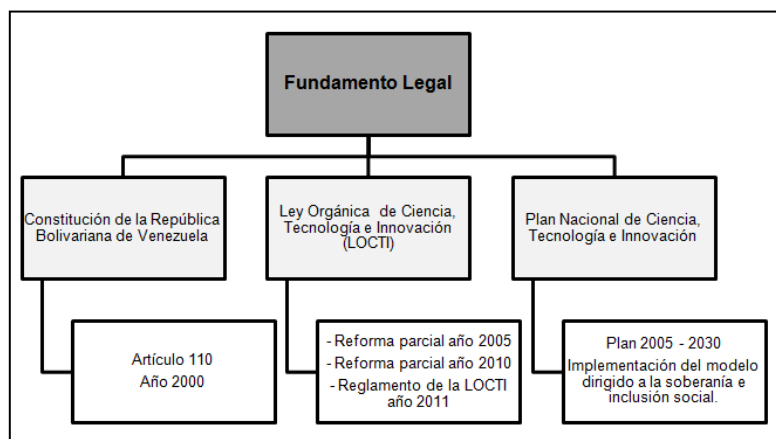 Fundamento Legal
Constitución de la República
Bolivariana de Venezuela
Ley Orgánica de Ciencia,
Tecnología e Innovación
(LOCTI)
Plan Nacional de Ciencia,
Tecnología e Innovación
Artículo 110
Año 2000
- Reforma parcial año 2005
- Reforma parcial año 2010
- Reglamento de la LOCTI
año 2011
Plan 2005 - 2030
Implementación del modelo
dirigido a la soberanía e
inclusión social.